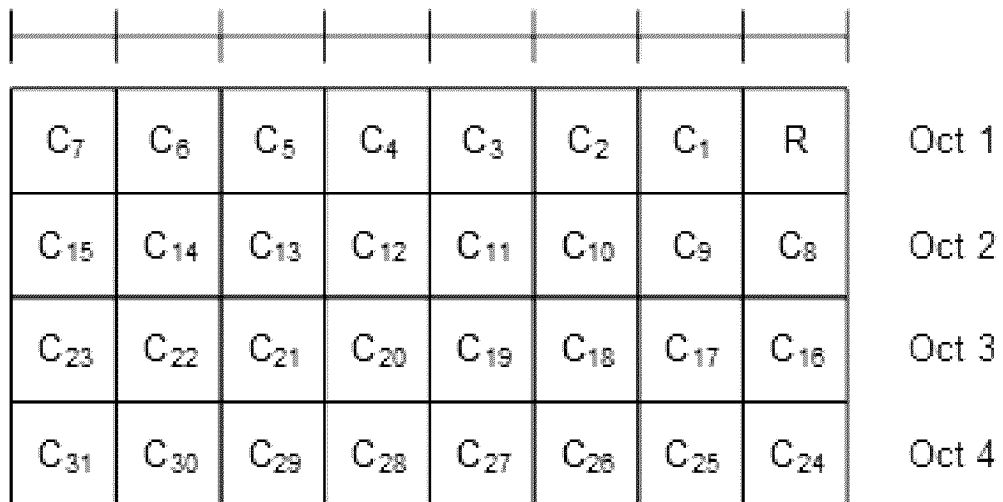 C₇ C₆ C₅ C₄ C₃ C₂ C₁ R Oct 1
C₁₅ C₁₄ C₁₃ C₁₂ C₁₁ C₁₀ C₉ C₈ Oct 2
C₂₃ C₂₂ C₂₁ C₂₀ C₁₉ C₁₈ C₁₇ C₁₆ Oct 3
C₃₁ C₃₀ C₂₉ C₂₈ C₂₇ C₂₆ C₂₅ C₂₄ Oct 4